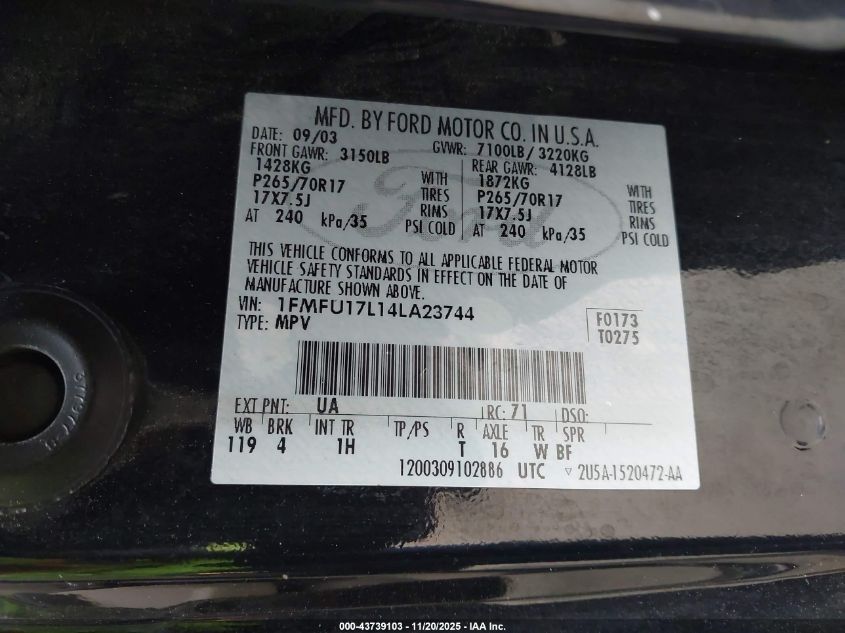 MFD. BY FORD MOTOR CO. IN U.S.A.
DATE: 09/03 GVWR: 7100LB/ 3220KG
FRONT GAWR: 3150LB REAR GAWR: 4128LB
1428KG WITH 1872KG WITH
P265/70R17 TIRES P265/70R17 TIRES
17X7.5J RIMS 17X7.5J RIMS
AT 240 kPa/35 PSI COLD AT 240 kPa/35 PSI COLD
Ford
THIS VEHICLE CONFORMS TO ALL APPLICABLE FEDERAL MOTOR
VEHICLE SAFETY STANDARDS IN EFFECT ON THE DATE OF
MANUFACTURE SHOWN ABOVE.
VIN: 1FMFU17L14LA23744 F0173
TYPE: MPV T0275
EXT PNT: UA RC: 71 DSO:
WB BRK INT TR TP/PS R AXLE TR SPR
119 4 1H T 16 W BF
1200309102886 UTC ▽ 2U5A-1520472-AA
000-43739103 - 11/20/2025 - IAA Inc.